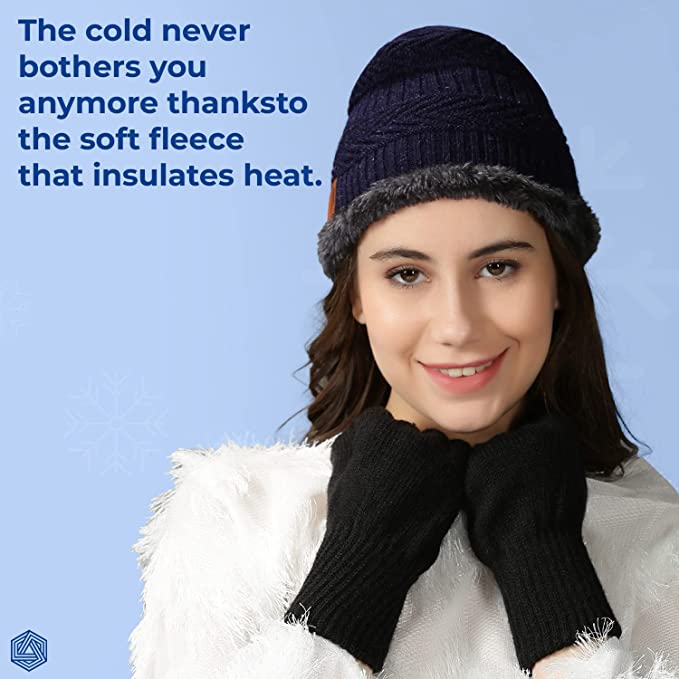 The cold never
bothers you
anymore thanksto
the soft fleece
that insulates heat.